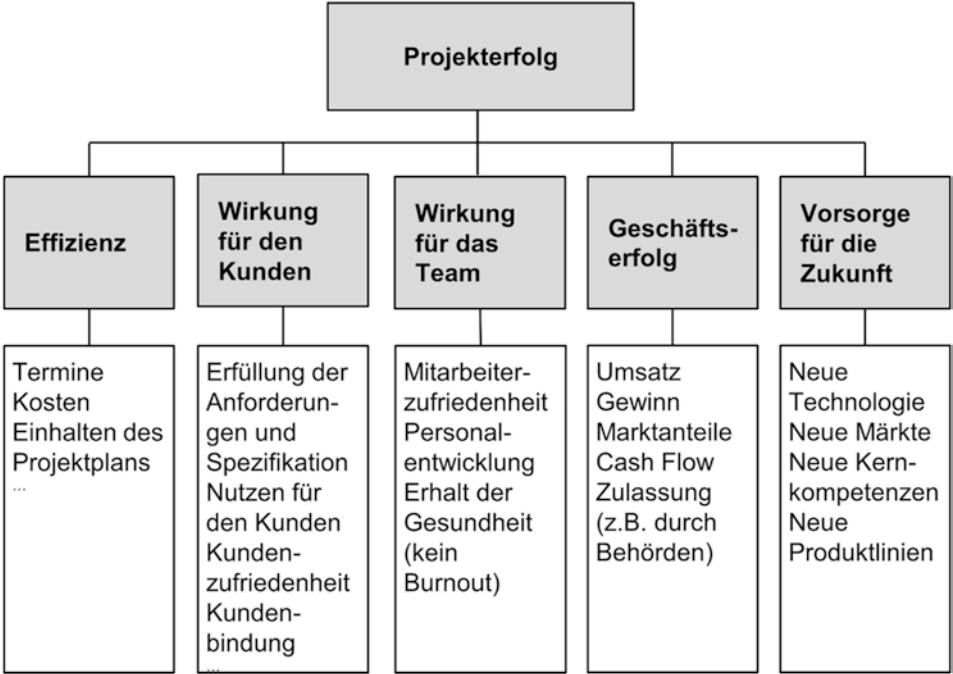 Projekterfolg
Effizienz
Wirkung
für den
Kunden
Wirkung
für das
Team
Geschäfts-
erfolg
Vorsorge
für die
Zukunft
Termine
Kosten
Einhalten des
Projektplans
...
Erfüllung der
Anforderun-
gen und
Spezifikation
Nutzen für
den Kunden
Kunden-
zufriedenheit
Kunden-
bindung
...
Mitarbeiter-
zufriedenheit
Personal-
entwicklung
Erhalt der
Gesundheit
(kein
Burnout)
Umsatz
Gewinn
Marktanteile
Cash Flow
Zulassung
(z.B. durch
Behörden)
Neue
Technologie
Neue Märkte
Neue Kern-
kompetenzen
Neue
Produktlinien